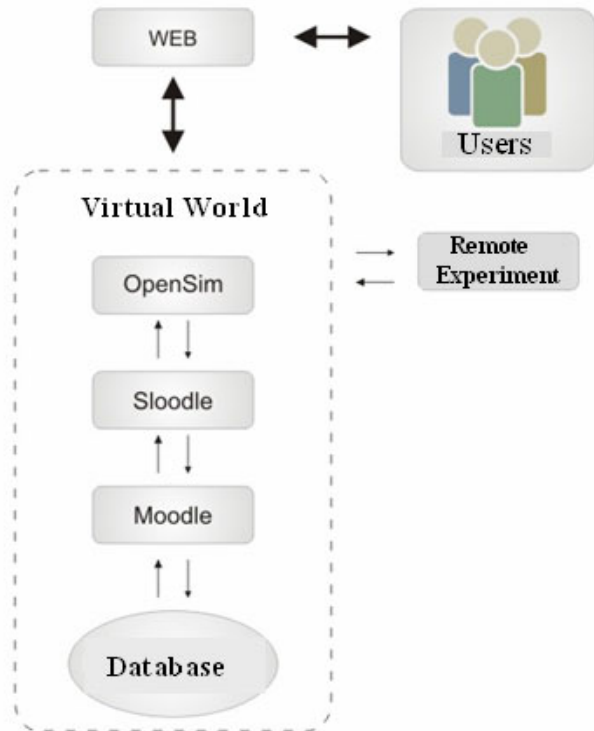 WEB
Users
Virtual World
OpenSim
Remote
Experiment
Sloodle
Moodle
Database